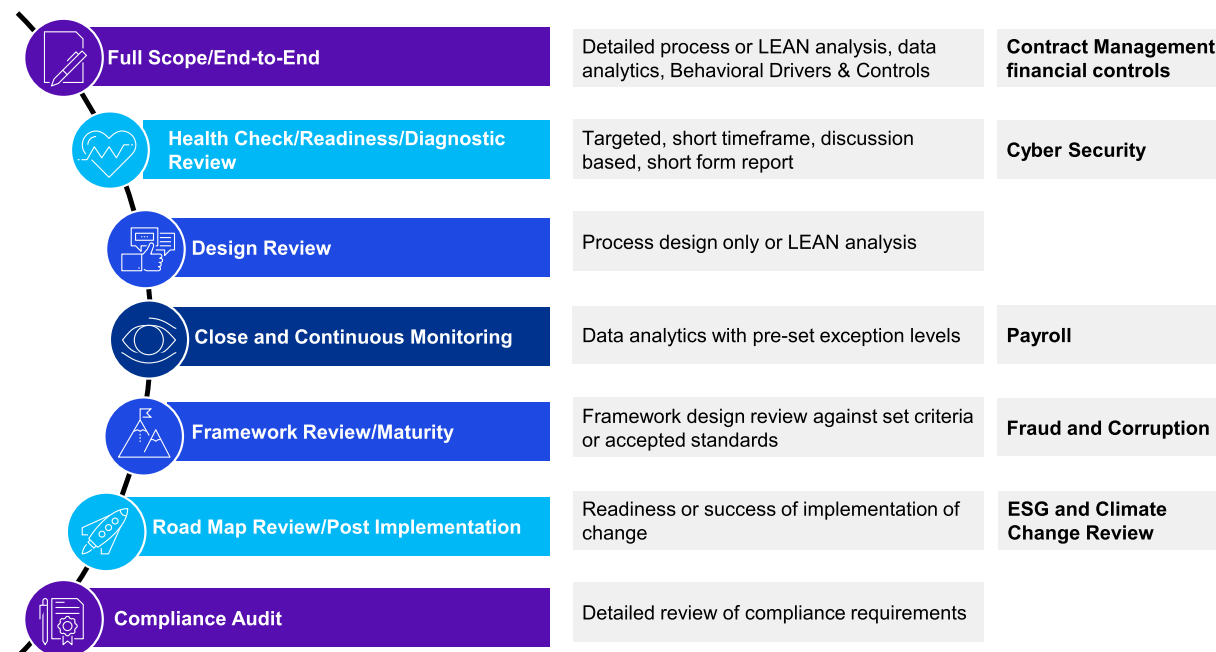 Full Scope/End-to-End
Detailed process or LEAN analysis, data
analytics, Behavioral Drivers & Controls
Contract Management
financial controls
Health Check/Readiness/Diagnostic
Review
Targeted, short timeframe, discussion
based, short form report
Cyber Security
Design Review
Process design only or LEAN analysis
Close and Continuous Monitoring
Data analytics with pre-set exception levels
Payroll
Framework Review/Maturity
Framework design review against set criteria
or accepted standards
Fraud and Corruption
Road Map Review/Post Implementation
Readiness or success of implementation of
change
ESG and Climate
Change Review
Compliance Audit
Detailed review of compliance requirements